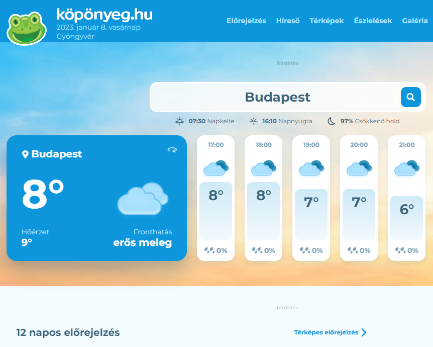 köpönyeg.hu
2023. január 8. vasárnap
Gyöngyvér
Előrejelzés Híreső Térképek Észlelések Galéria
hirdetés
Budapest
07:30 Napkelte 16:10 Napnyugta 97% Csökkenő hold
Budapest
8°
Hőérzet
9°
Fronthatás
erős meleg
17:00 18:00 19:00 20:00 21:00
8° 8° 7° 7° 6°
0% 0% 0% 0% 0%
hirdetés
12 napos előrejelzés
Térképes előrejelzés